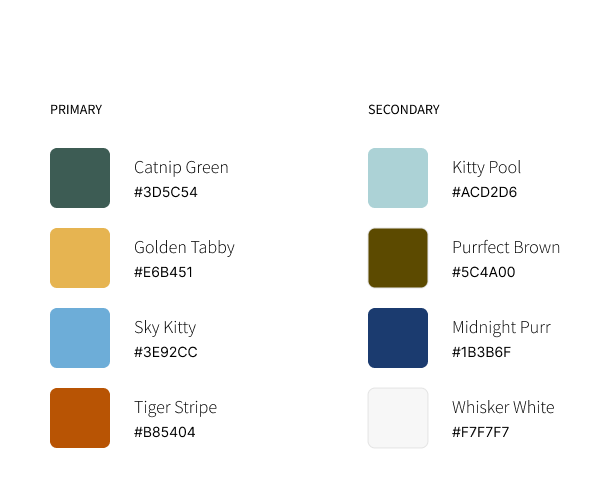 PRIMARY
Catnip Green
#3D5C54
Golden Tabby
#E6B451
Sky Kitty
#3E92CC
Tiger Stripe
#B85404
SECONDARY
Kitty Pool
#ACD2D6
Purrfect Brown
#5C4A00
Midnight Purr
#1B3B6F
Whisker White
#F7F7F7